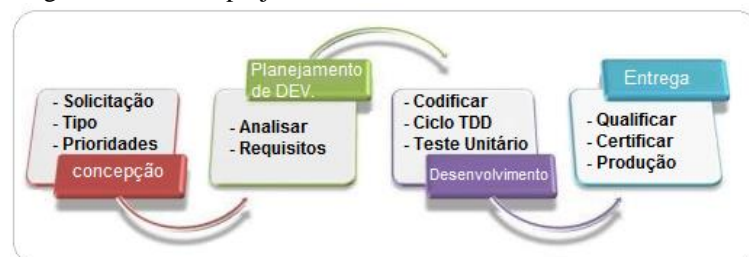 - Solicitação
- Tipo
- Prioridades
concepção
Planejamento
de DEV.
- Analisar
- Requisitos
- Codificar
- Ciclo TDD
- Teste Unitário
Desenvolvimento
Entrega
- Qualificar
- Certificar
- Produção